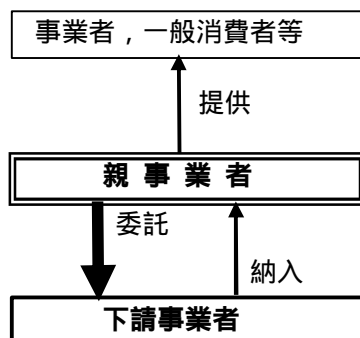 事業者，一般消費者等
提供
親事業者
委託
納入
下請事業者